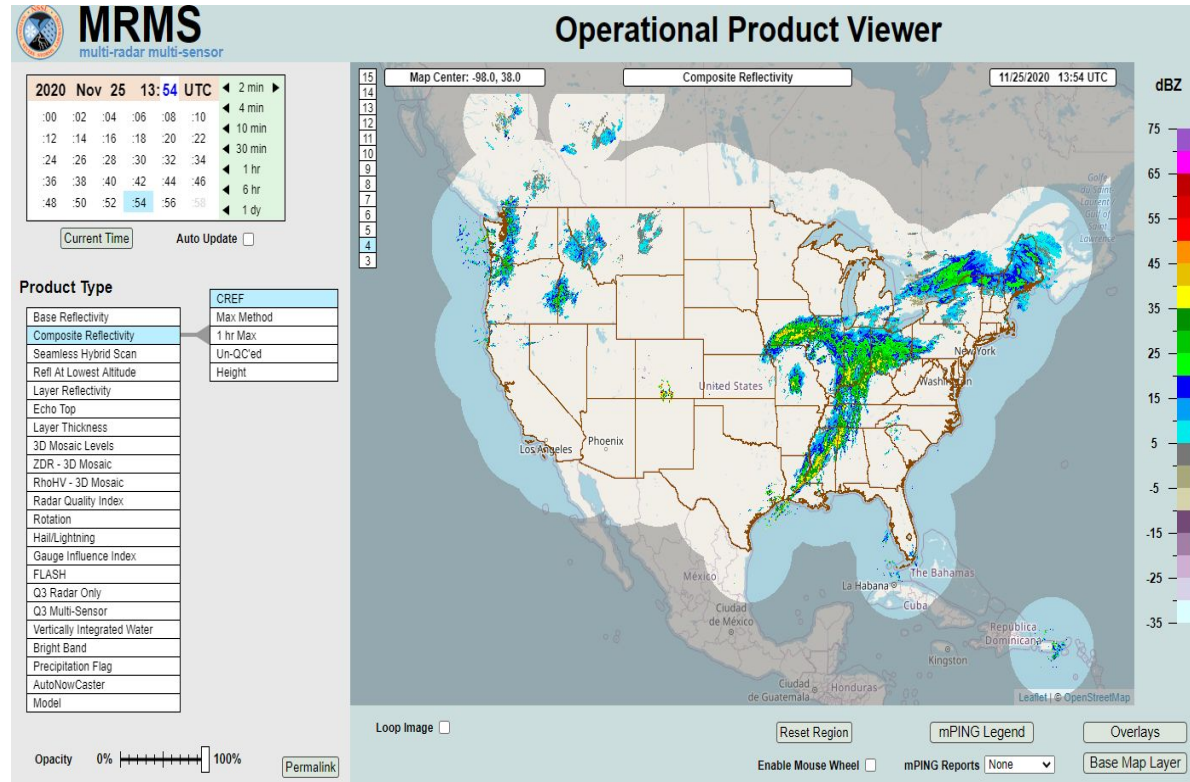 MRMS
multi-radar multi-sensor
Operational Product Viewer
2020 Nov 25 13:54 UTC
2 min
:00 :02 :04 :06 :08 :10
4 min
:12 :14 :16 :18 :20 :22
10 min
:24 :26 :28 :30 :32 :34
30 min
:36 :38 :40 :42 :44 :46
1 hr
:48 :50 :52 :54 :56 :58
6 hr
1 dy
Current Time
Auto Update
Product Type
Base Reflectivity
Composite Reflectivity
Seamless Hybrid Scan
Refl At Lowest Altitude
Layer Reflectivity
Echo Top
Layer Thickness
3D Mosaic Levels
ZDR - 3D Mosaic
RhoHV - 3D Mosaic
Radar Quality Index
Rotation
Hail/Lightning
Gauge Influence Index
FLASH
Q3 Radar Only
Q3 Multi-Sensor
Vertically Integrated Water
Bright Band
Precipitation Flag
AutoNowCaster
Model
CREF
Max Method
1 hr Max
Un-QC'ed
Height
Opacity 0% 100%
Permalink
15
14
13
12
11
10
9
8
7
6
5
4
3
Map Center: -98.0, 38.0
Composite Reflectivity
11/25/2020 13:54 UTC
Golfe
du Saint-
Laurent /
Gulf of
Saint
Lawrence
New York
United States
Washington
Phoenix
Los Angeles
México
La Habana
The Bahamas
Cuba
Ciudad
de México
República
Dominicana
Kingston
Ciudad
de Guatemala
Honduras
Leaflet | © OpenStreetMap
dBZ
75
65
55
45
35
25
15
5
-5
-15
-25
-35
Loop Image
Reset Region
mPING Legend
Overlays
Enable Mouse Wheel
mPING Reports None
Base Map Layer